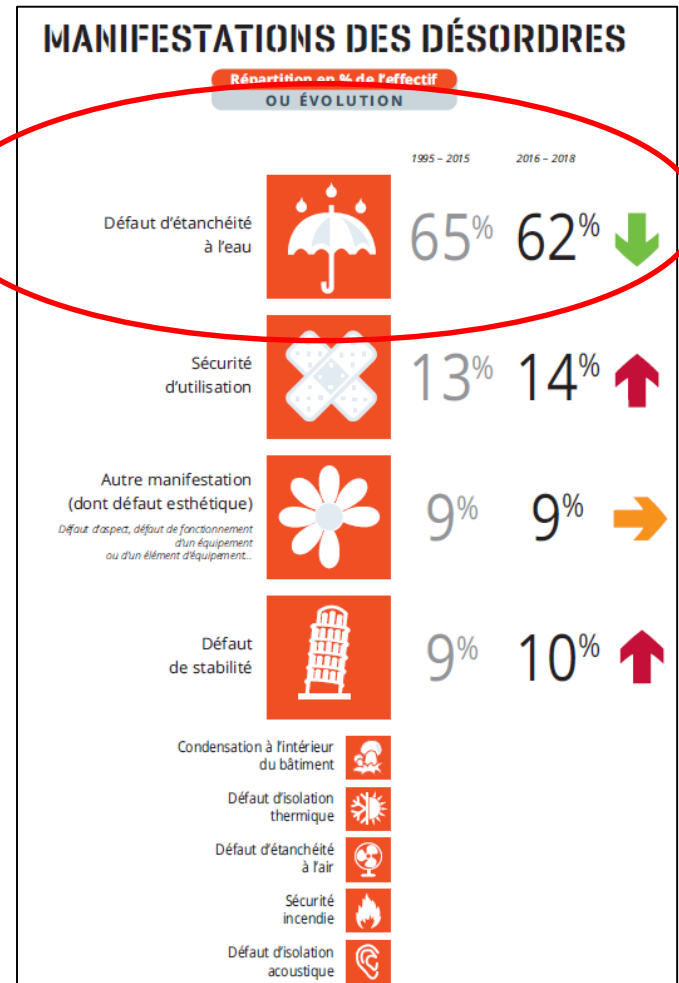 MANIFESTATIONS DES DÉSORDRES
Répartition en % de l'effectif
OU ÉVOLUTION
1995 – 2015 2016 – 2018
Défaut d'étanchéité
à l'eau
65% 62%
Sécurité
d'utilisation
13% 14%
Autre manifestation
(dont défaut esthétique)
Défaut d'aspect, défaut de fonctionnement
d'un équipement
ou d'un élément d'équipement...
9% 9%
Défaut
de stabilité
9% 10%
Condensation à l'intérieur
du bâtiment
Défaut d'isolation
thermique
Défaut d'étanchéité
à l'air
Sécurité
incendie
Défaut d'isolation
acoustique